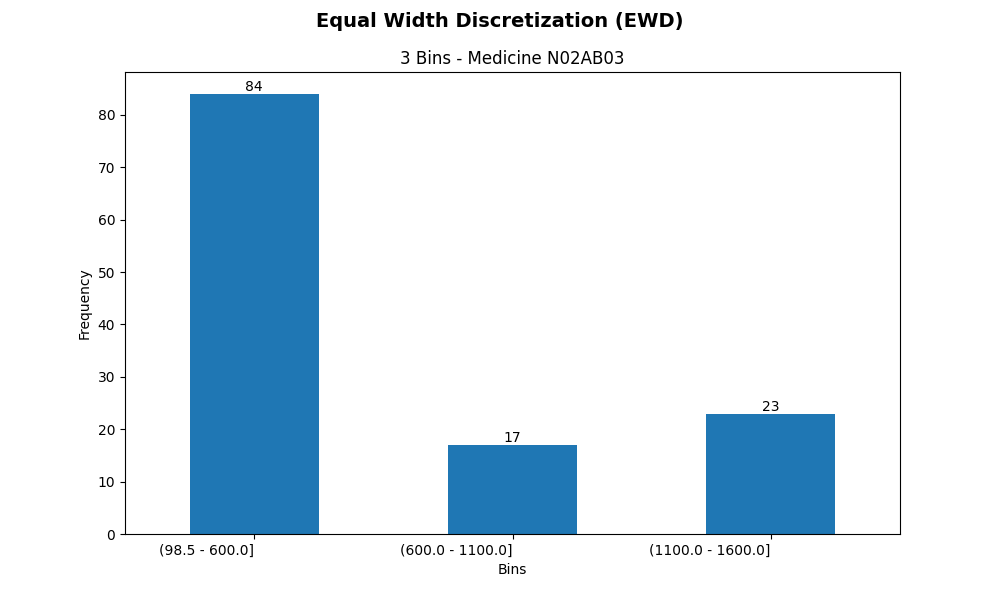 Equal Width Discretization (EWD)
3 Bins - Medicine N02AB03
84
17
23
80
70
60
50
40
30
20
10
0
Frequency
(98.5 - 600.0]
(600.0 - 1100.0]
(1100.0 - 1600.0]
Bins